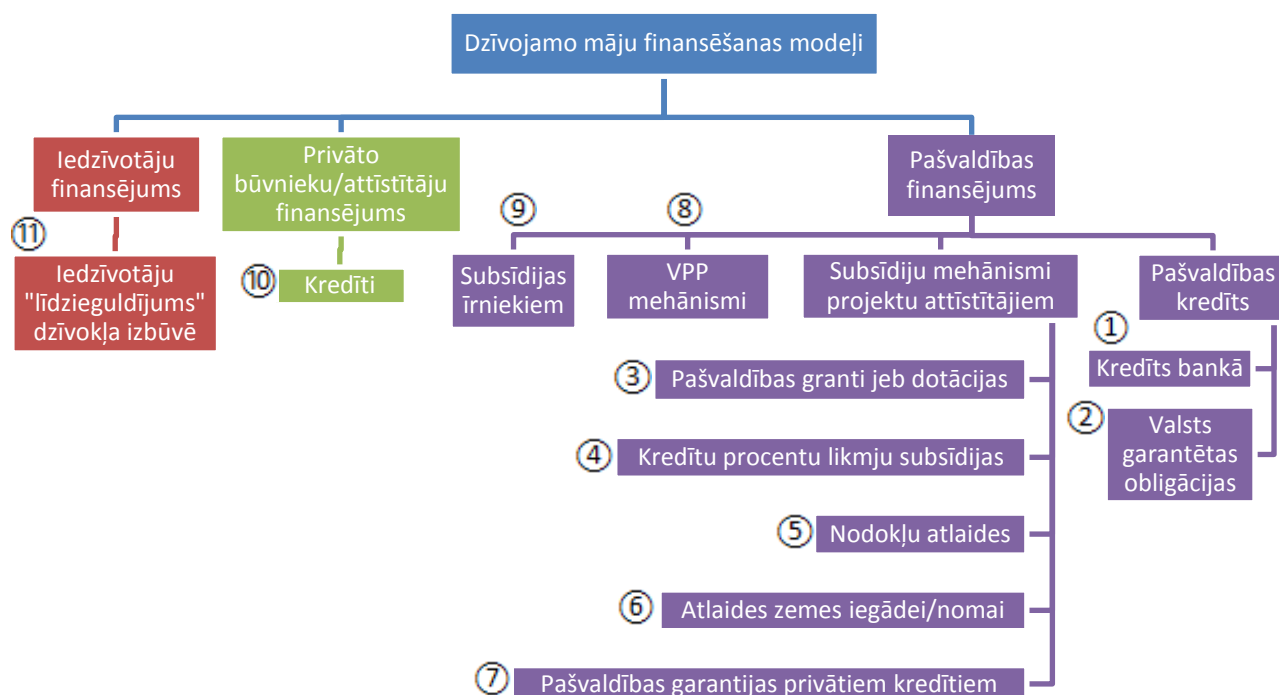 Dzīvojamo māju finansēšanas modeļi
Iedzīvotāju
finansējums
Privāto
būvnieku/attīstītāju
finansējums
Pašvaldības
finansējums
⑪
Iedzīvotāju
"līdzieguldījums"
dzīvokļa izbūvē
⑩
Kredīti
⑨
Subsīdijas
īrniekiem
⑧
VPP
mehānismi
Subsīdiju mehānismi
projektu attīstītājiem
Pašvaldības
kredīts
①
Kredīts bankā
②
Valsts
garantētas
obligācijas
③
Pašvaldības granti jeb dotācijas
④
Kredītu procentu likmju subsīdijas
⑤
Nodokļu atlaides
⑥
Atlaides zemes iegādei/nomai
⑦
Pašvaldības garantijas privātiem kredītiem